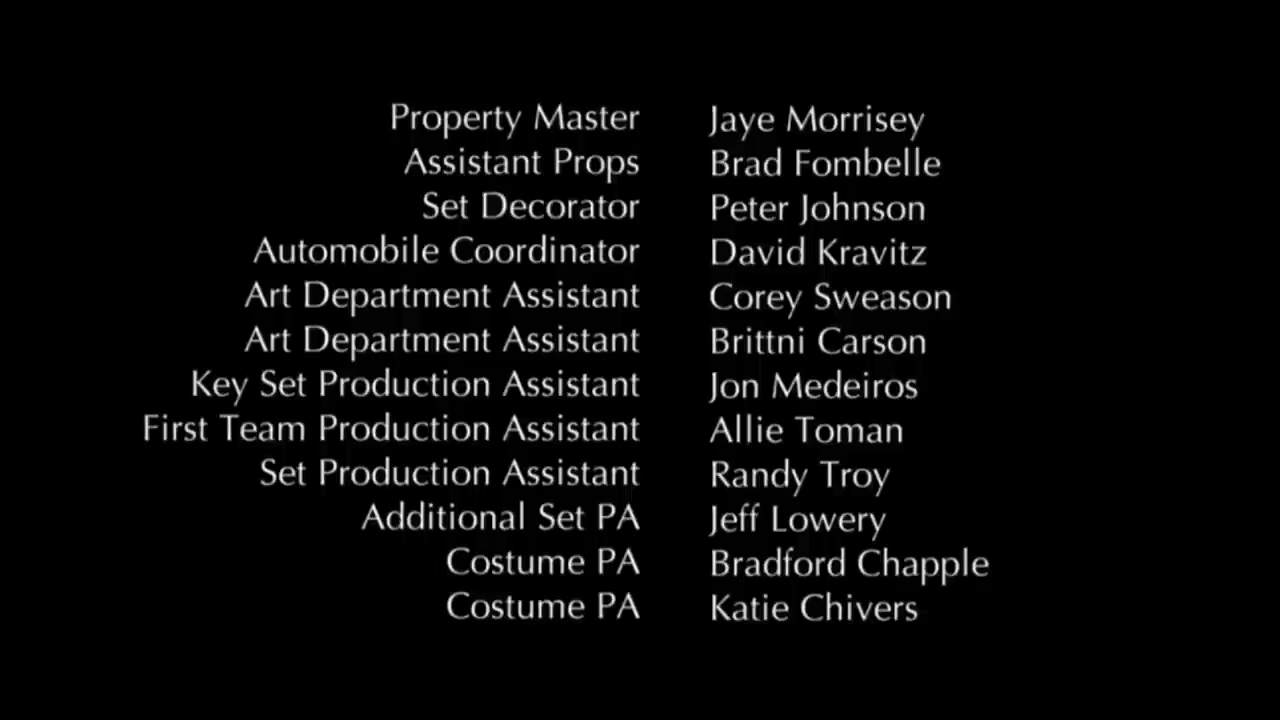 Property Master Jaye Morrisey
Assistant Props Brad Fombelle
Set Decorator Peter Johnson
Automobile Coordinator David Kravitz
Art Department Assistant Corey Sweason
Art Department Assistant Brittni Carson
Key Set Production Assistant Jon Medeiros
First Team Production Assistant Allie Toman
Set Production Assistant Randy Troy
Additional Set PA Jeff Lowery
Costume PA Bradford Chapple
Costume PA Katie Chivers